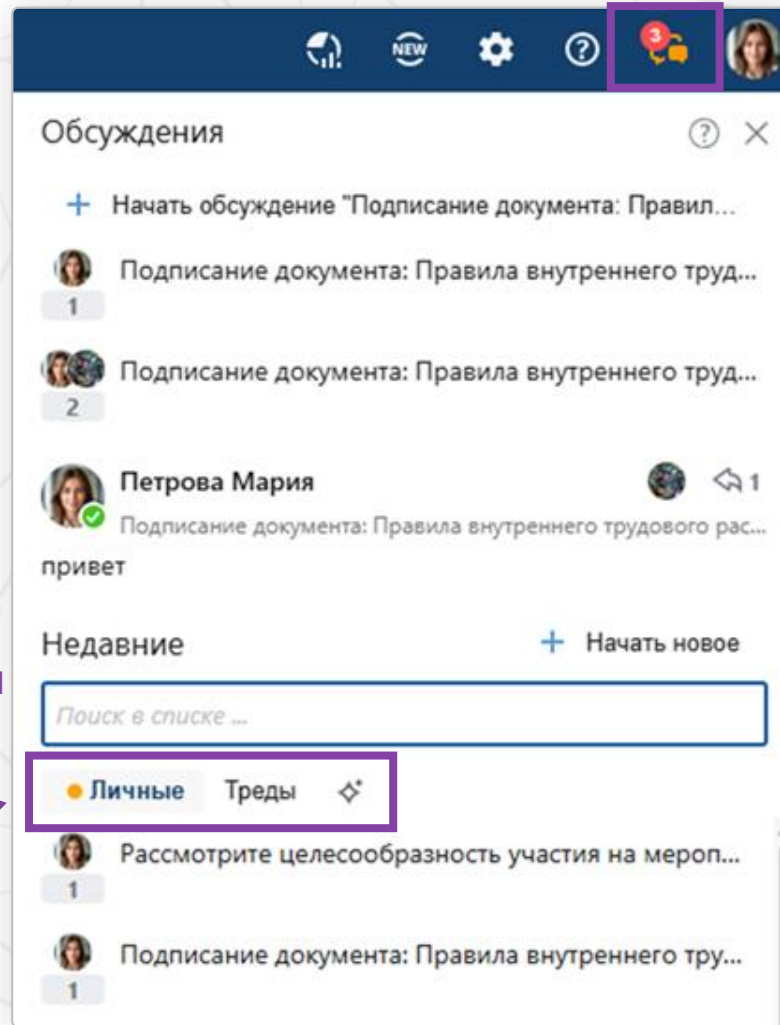 NEW
3
Обсуждения
+ Начать обсуждение "Подписание документа: Правил...
Подписание документа: Правила внутреннего труд...
1
Подписание документа: Правила внутреннего труд...
2
Петрова Мария 1
Подписание документа: Правила внутреннего трудового рас...
привет
Недавние + Начать новое
Поиск в списке ...
Личные Треды
Рассмотрите целесообразность участия на мероп...
1
Подписание документа: Правила внутреннего тру...
1